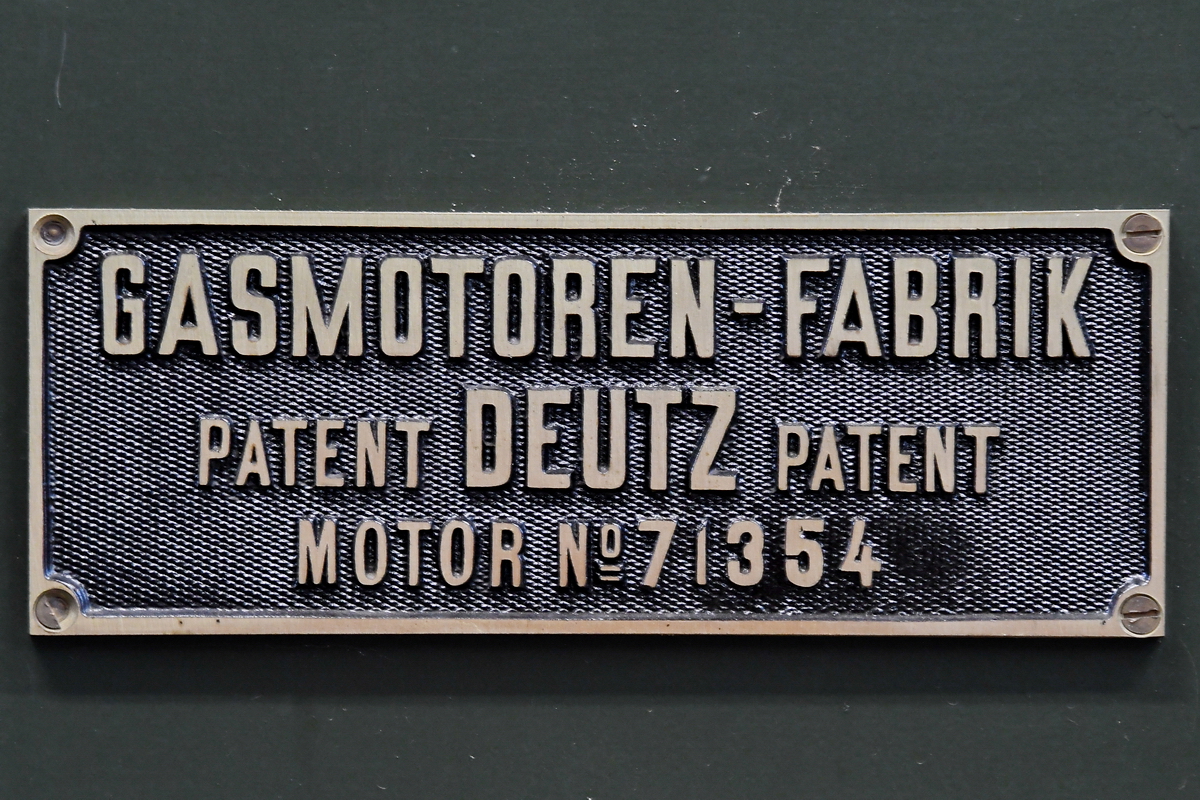 GASMOTOREN-FABRIK
PATENT DEUTZ PATENT
MOTOR Nº 71354